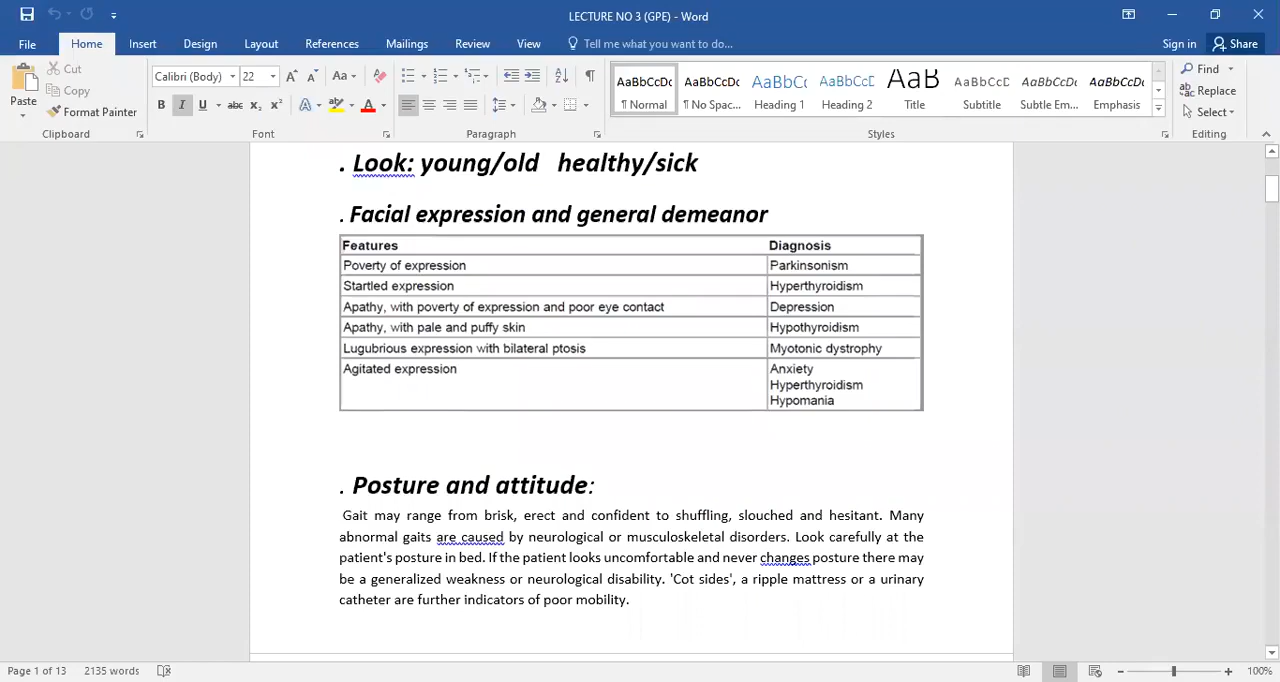 LECTURE NO 3 (GPE) - Word
File Home Insert Design Layout References Mailings Review View Tell me what you want to do... Sign in Share
Paste
Cut
Copy
Format Painter
Clipboard
Calibri (Body) 22 A A Aa
B I U abc x₂ x² A ab A
Font
Paragraph
AaBbCcDc AaBbCcDc AaBbCc AaBbCcD AaB AaBbCcD AaBbCcDc AaBbCcDc
¶ Normal ¶ No Spac... Heading 1 Heading 2 Title Subtitle Subtle Em... Emphasis
Styles
Find
Replace
Select
Editing
. Look: young/old healthy/sick
. Facial expression and general demeanor
Features Diagnosis
Poverty of expression Parkinsonism
Startled expression Hyperthyroidism
Apathy, with poverty of expression and poor eye contact Depression
Apathy, with pale and puffy skin Hypothyroidism
Lugubrious expression with bilateral ptosis Myotonic dystrophy
Agitated expression Anxiety
Hyperthyroidism
Hypomania
. Posture and attitude:
Gait may range from brisk, erect and confident to shuffling, slouched and hesitant. Many
abnormal gaits are caused by neurological or musculoskeletal disorders. Look carefully at the
patient's posture in bed. If the patient looks uncomfortable and never changes posture there may
be a generalized weakness or neurological disability. 'Cot sides', a ripple mattress or a urinary
catheter are further indicators of poor mobility.
Page 1 of 13 2135 words 100%